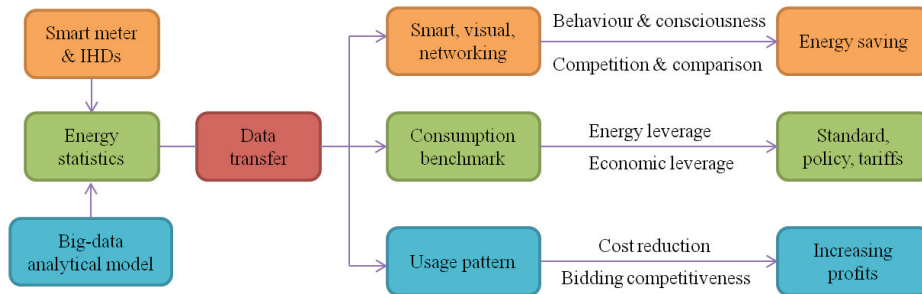 Smart meter
& IHDs
Energy
statistics
Big-data
analytical model
Data
transfer
Smart, visual,
networking
Behaviour & consciousness
Competition & comparison
Energy saving
Consumption
benchmark
Energy leverage
Economic leverage
Standard,
policy, tariffs
Usage pattern
Cost reduction
Bidding competitiveness
Increasing
profits